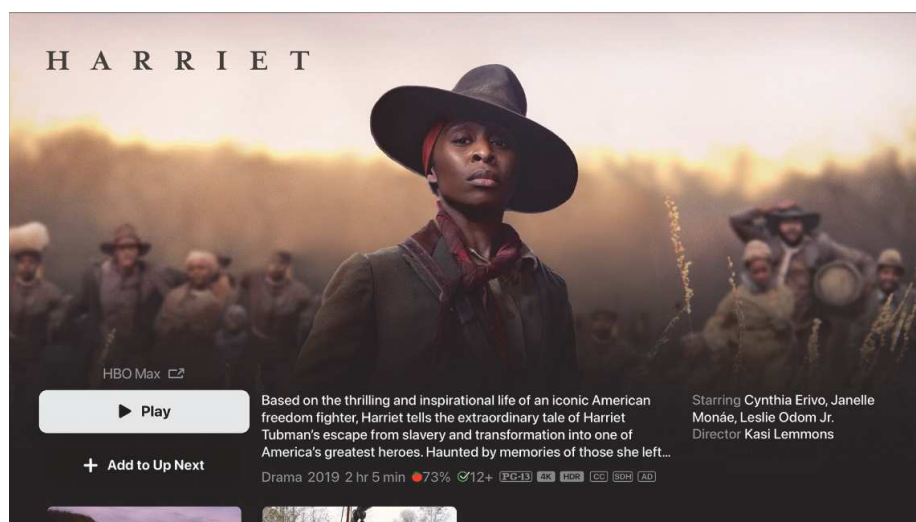 HARRIET
HBO Max
Play
Add to Up Next
Based on the thrilling and inspirational life of an iconic American
freedom fighter, Harriet tells the extraordinary tale of Harriet
Tubman's escape from slavery and transformation into one of
America's greatest heroes. Haunted by memories of those she left...
Drama 2019 2 hr 5 min 73% 12+ PG-13 4K HDR CC SDH AD
Starring Cynthia Erivo, Janelle
Monáe, Leslie Odom Jr.
Director Kasi Lemmons